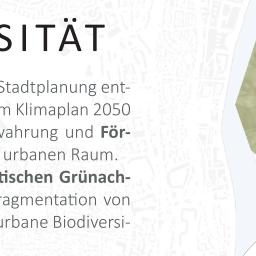 SITÄT
Stadtplanung ent-
m Klimaplan 2050
wahrung und För-
urbanen Raum.
tischen Grünach-
ragmentation von
urbane Biodiversi-